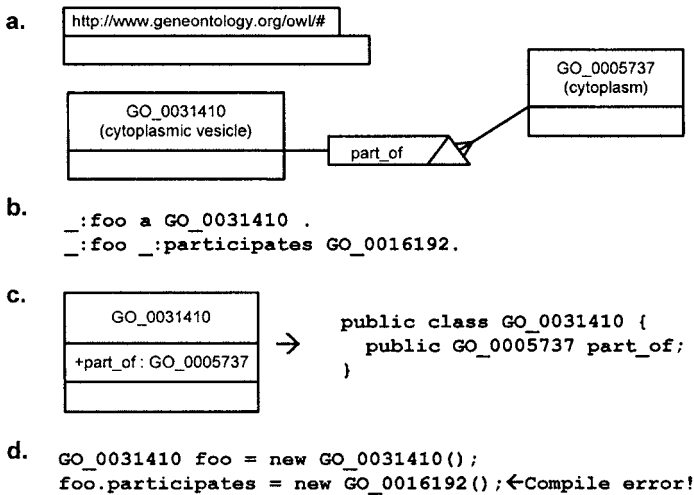 a.
http://www.geneontology.org/owl/#
GO_0031410
(cytoplasmic vesicle)
part_of
GO_0005737
(cytoplasm)
b.
_:foo a GO_0031410 .
_:foo _:participates GO_0016192.
c.
GO_0031410
+part_of : GO_0005737
→
public class GO_0031410 {
public GO_0005737 part_of;
}
d.
GO_0031410 foo = new GO_0031410();
foo.participates = new GO_0016192();←Compile error!